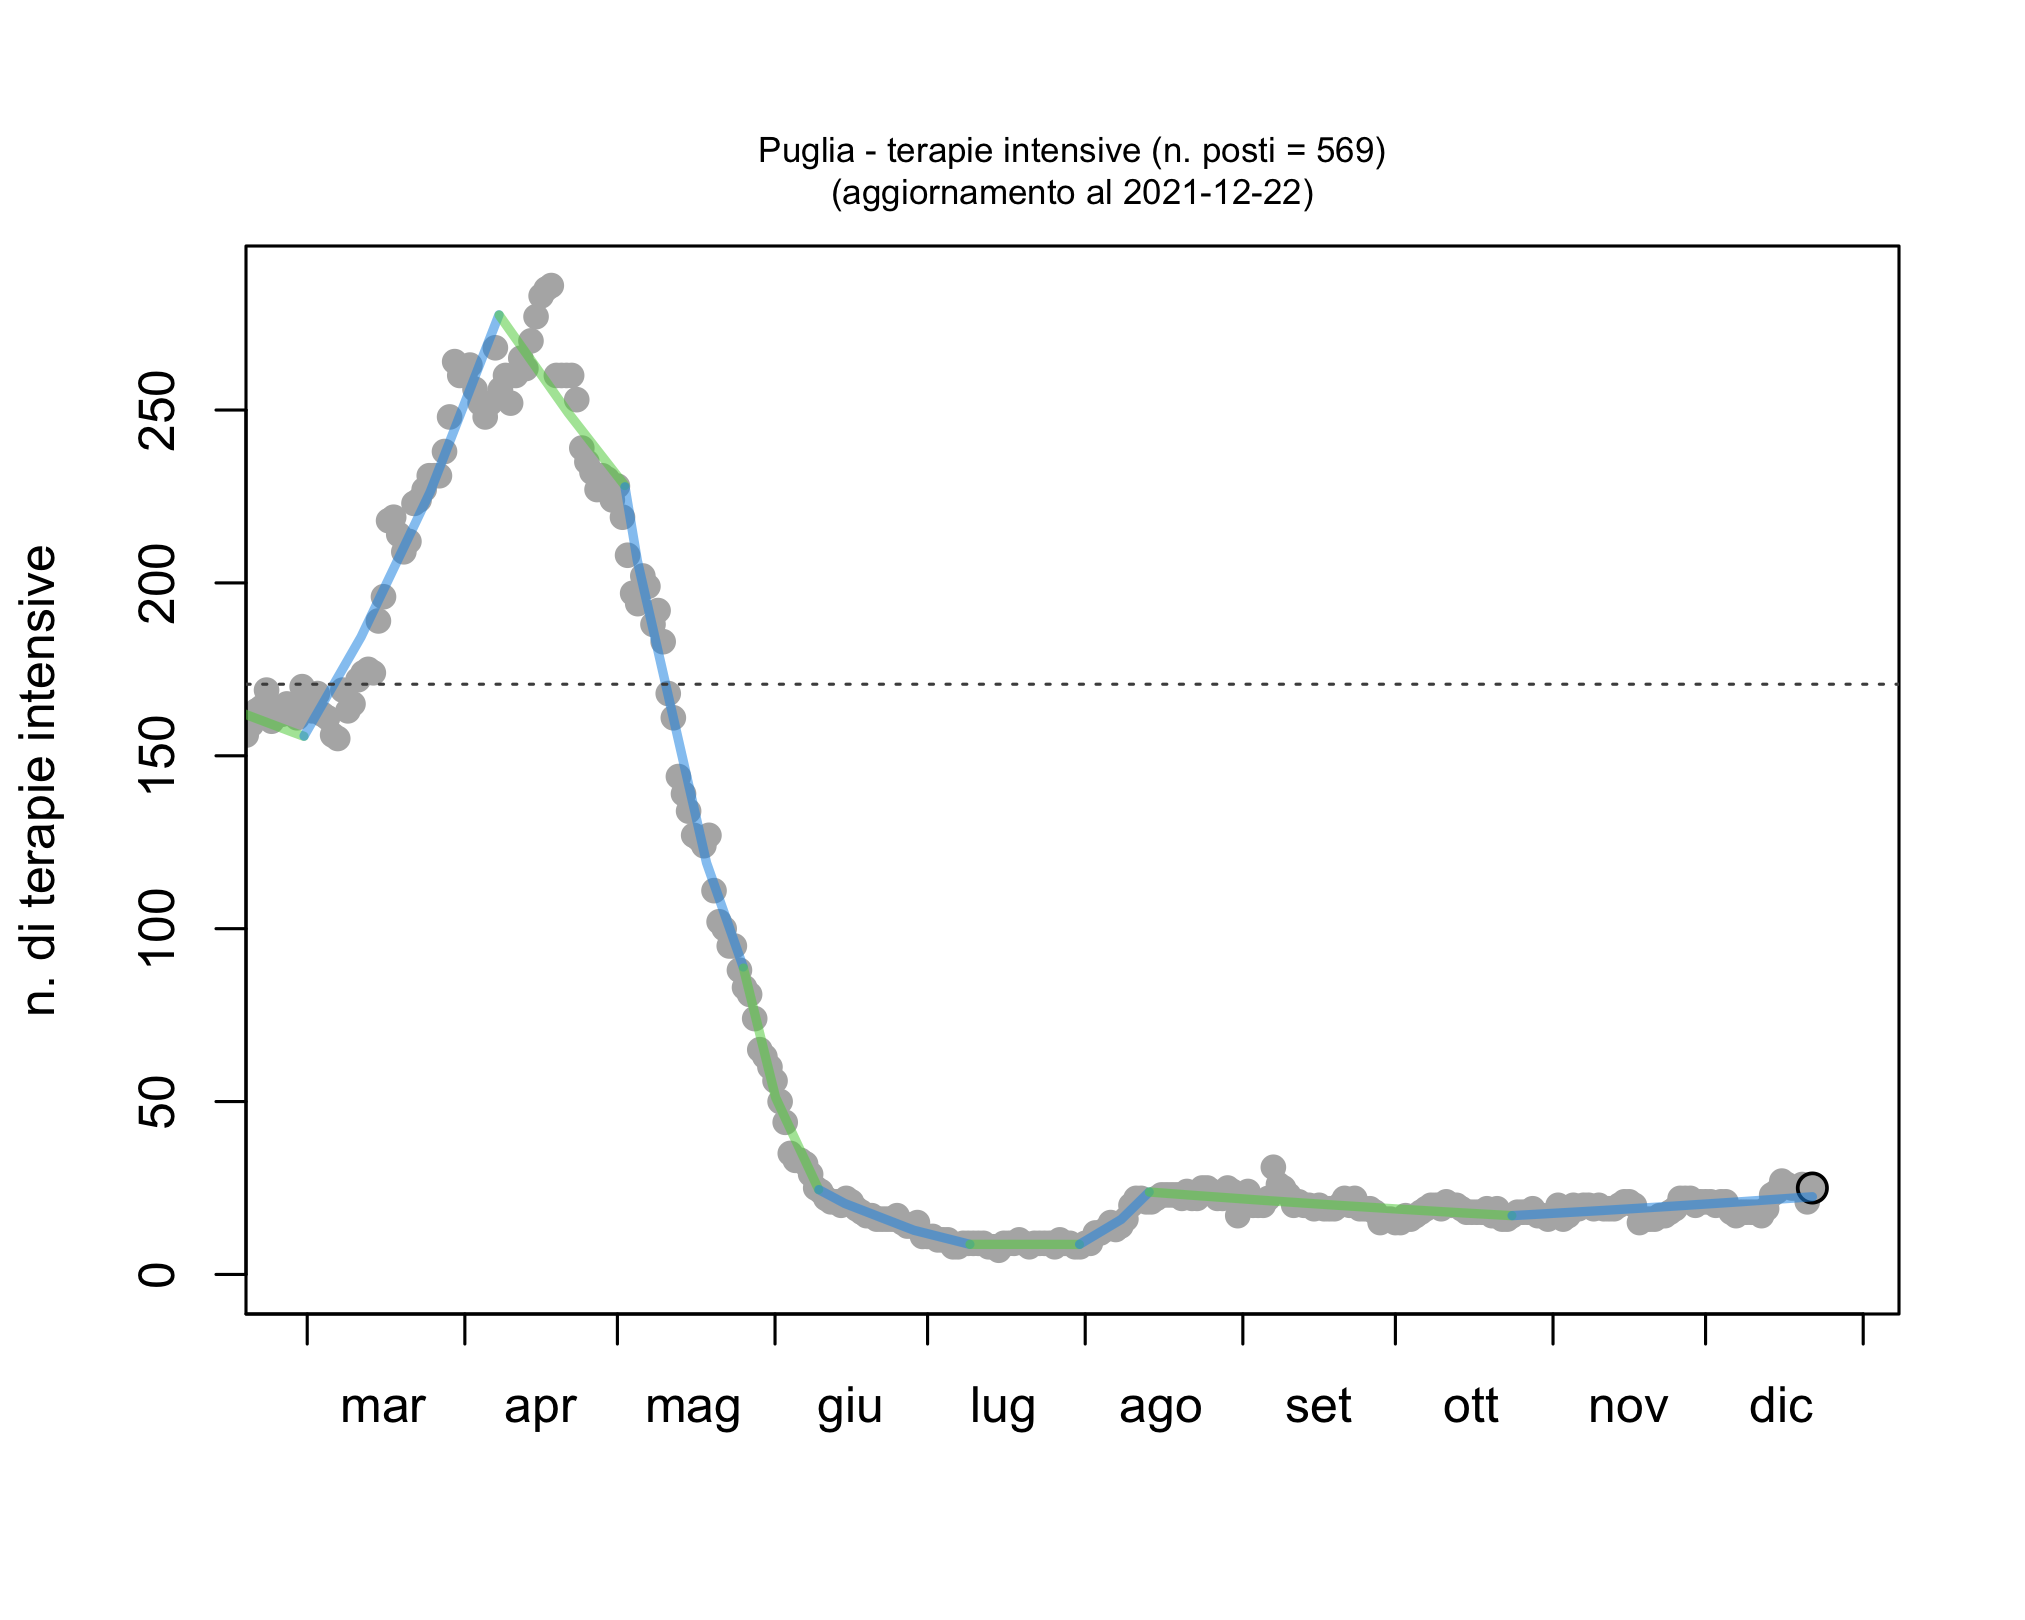 Puglia - terapie intensive (n. posti = 569)
(aggiornamento al 2021-12-22)
n. di terapie intensive
250
200
150
100
50
0
mar apr mag giu lug ago set ott nov dic